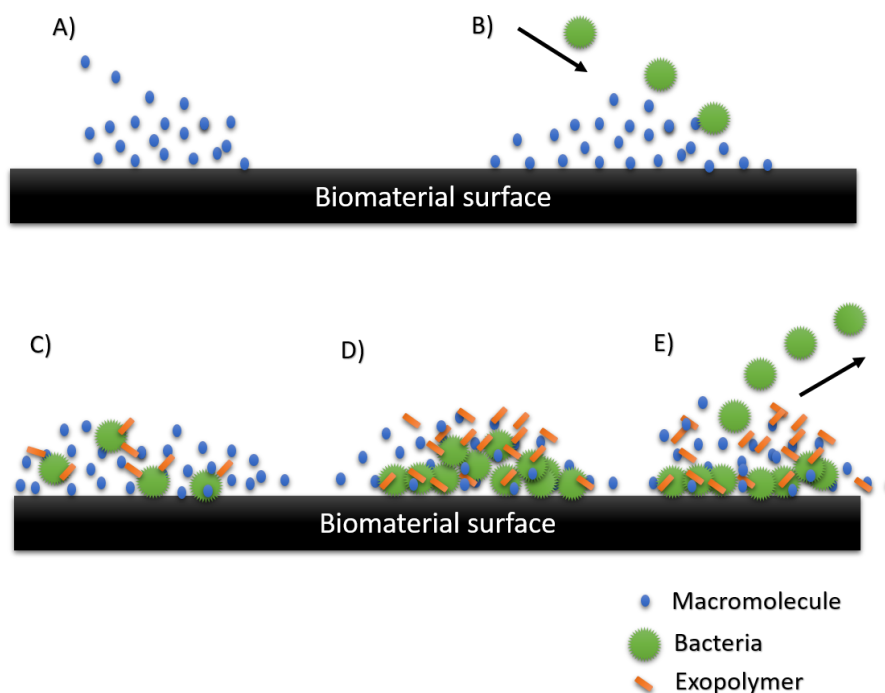 A)
B)
Biomaterial surface
C)
D)
E)
Biomaterial surface
Macromolecule
Bacteria
Exopolymer